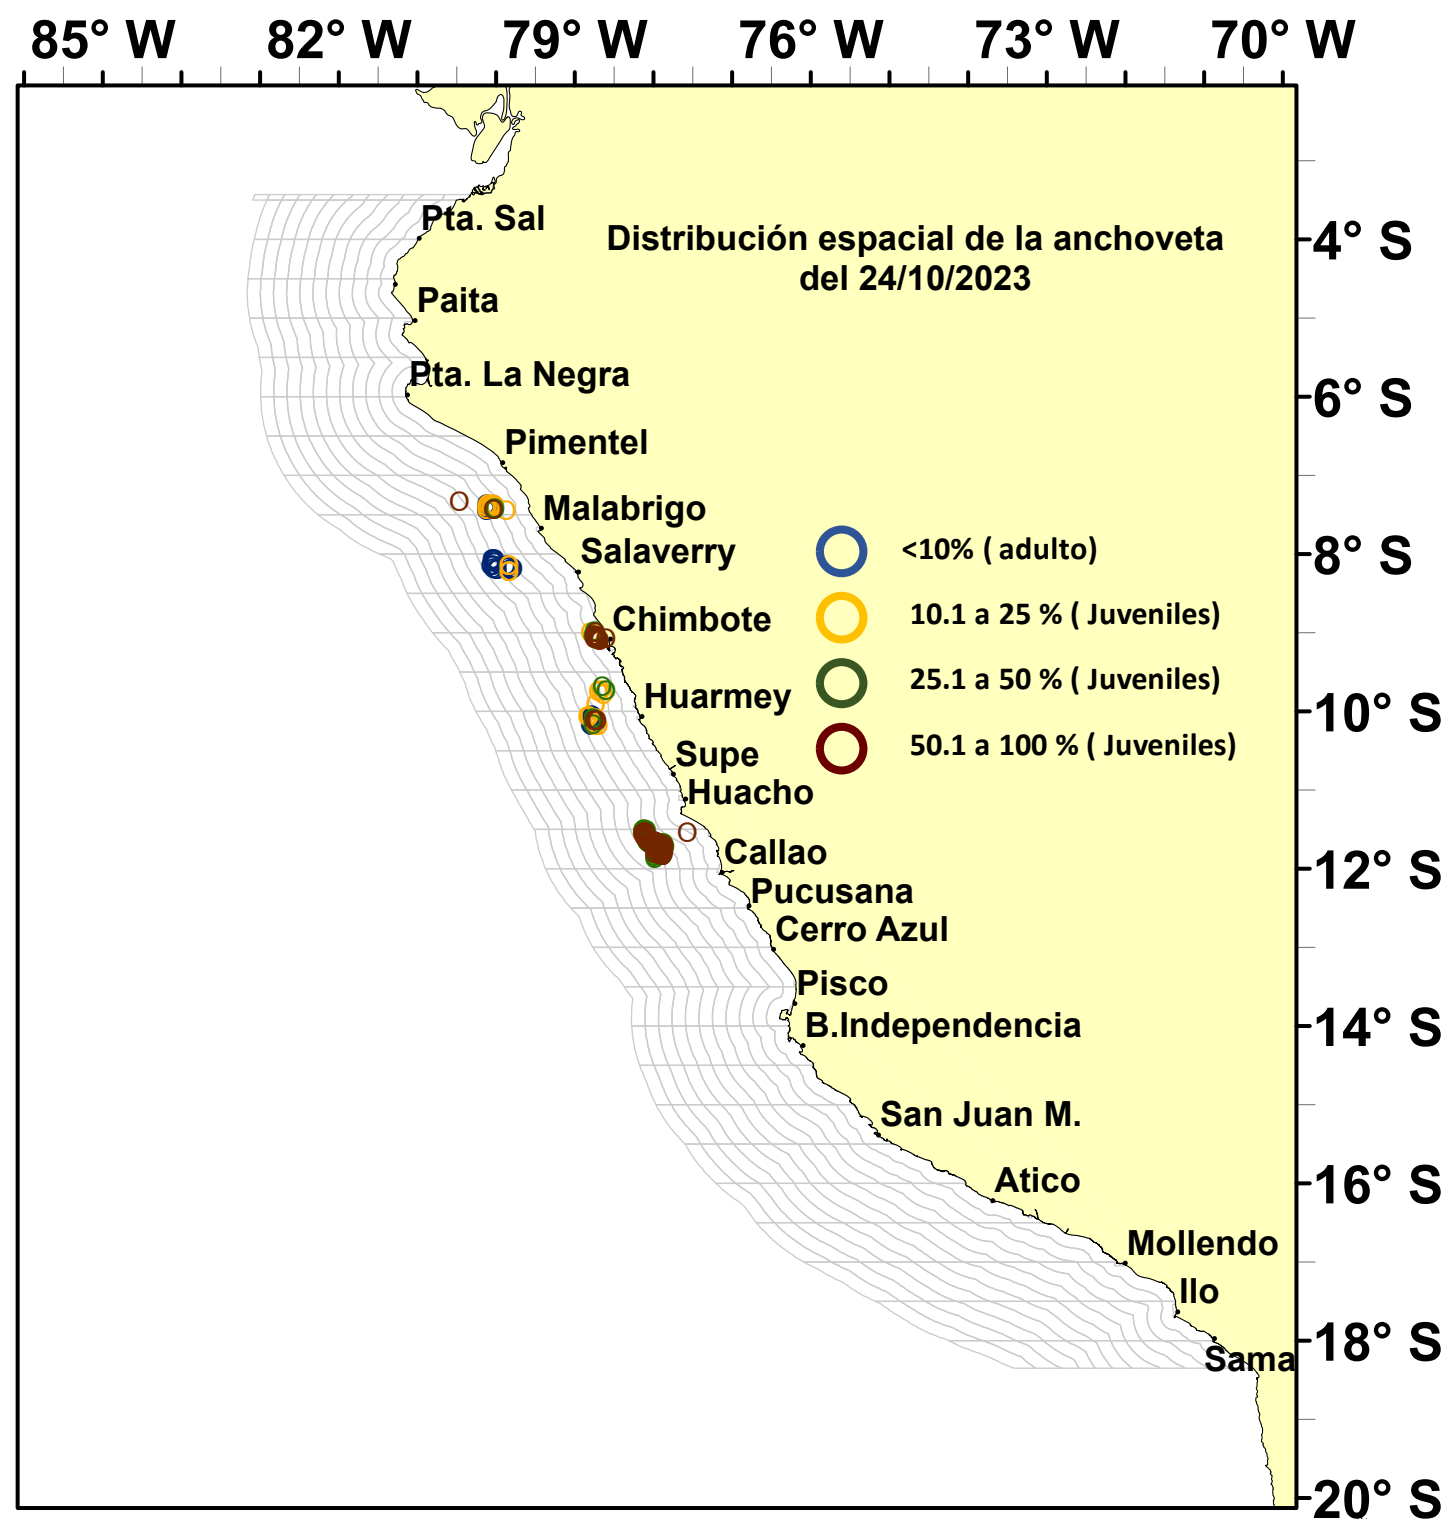 85° W 82° W 79° W 76° W 73° W 70° W
Pta. Sal
Distribución espacial de la anchoveta
del 24/10/2023
4° S
Paita
Pta. La Negra
6° S
Pimentel
Malabrigo
Salaverry
<10% ( adulto)
8° S
Chimbote
10.1 a 25 % ( Juveniles)
25.1 a 50 % ( Juveniles)
Huarmey
10° S
50.1 a 100 % ( Juveniles)
Supe
Huacho
Callao
12° S
Pucusana
Cerro Azul
Pisco
B.Independencia
14° S
San Juan M.
Atico
16° S
Mollendo
Ilo
18° S
Sama
20° S